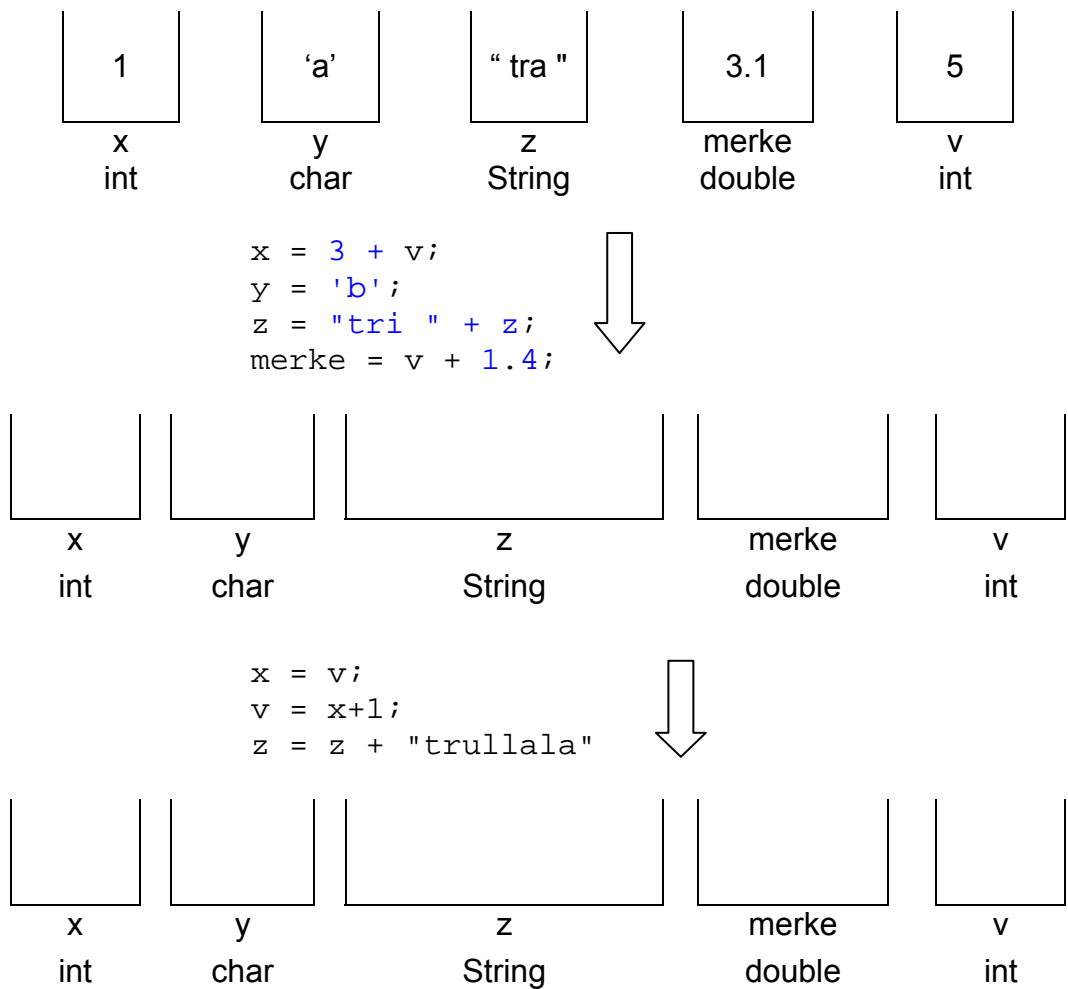 1 ‘a’ “ tra " 3.1 5
x y z merke v
int char String double int
x = 3 + v;
y = 'b';
z = "tri " + z;
merke = v + 1.4;
x y z merke v
int char String double int
x = v;
v = x+1;
z = z + "trullala"
x y z merke v
int char String double int